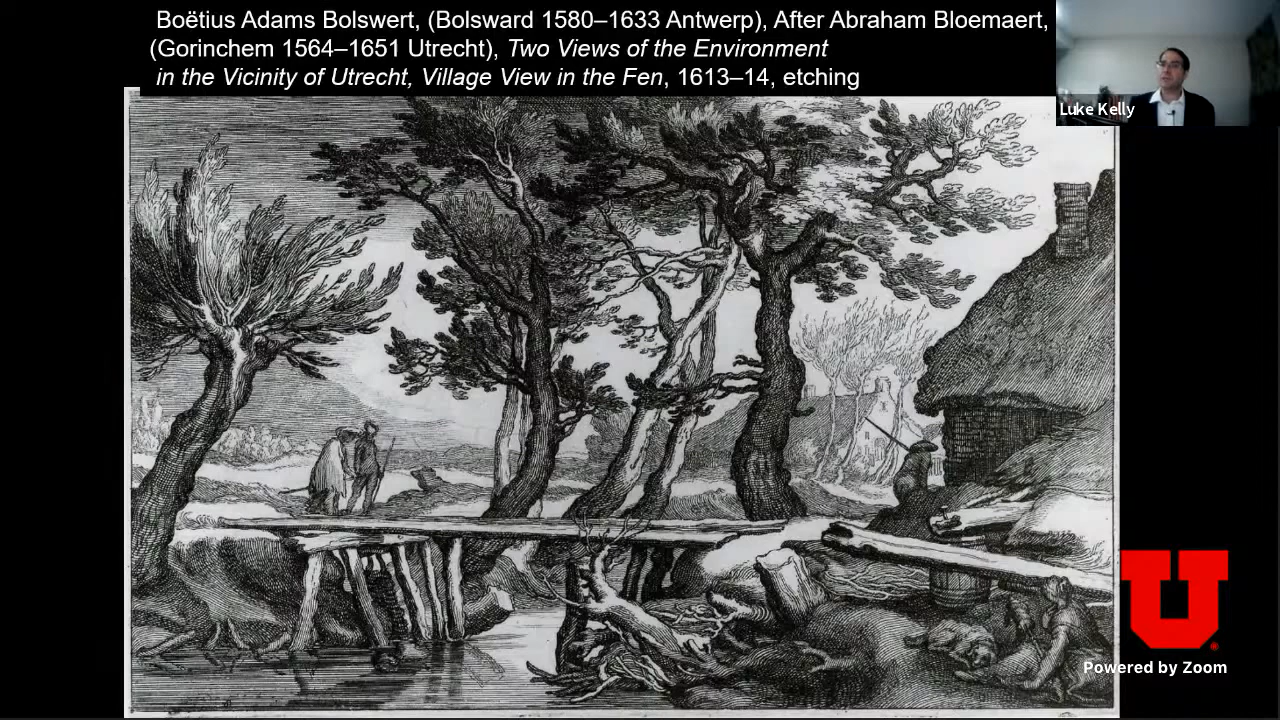 Boëtius Adams Bolswert, (Bolsward 1580–1633 Antwerp), After Abraham Bloemaert,
(Gorinchem 1564–1651 Utrecht), Two Views of the Environment
in the Vicinity of Utrecht, Village View in the Fen, 1613–14, etching
Luke Kelly
U
Powered by Zoom